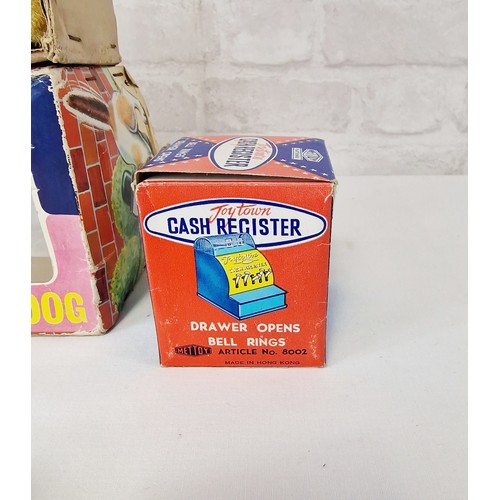 Joytown
CASH REGISTER
DRAWER OPENS
BELL RINGS
METTOY ARTICLE No. 8002
MADE IN HONG KONG
OOG